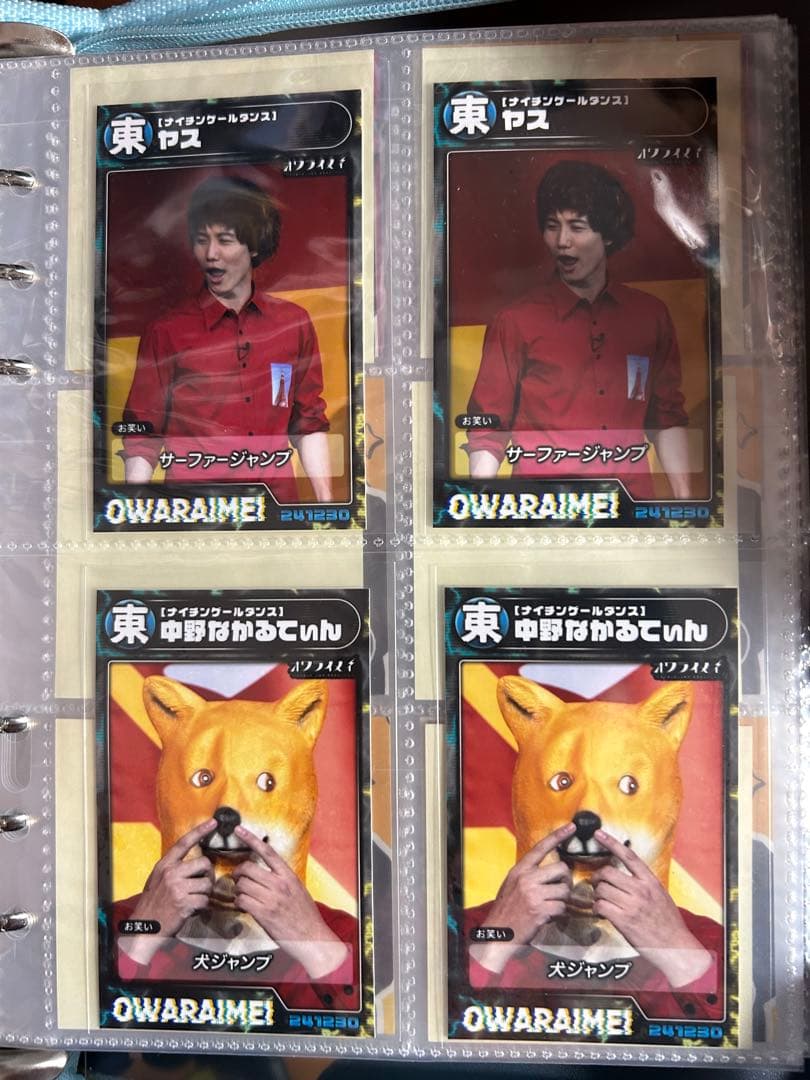 東
[ナイチンゲールダンス]
ヤス
オワライメイ
お笑い
サーファージャンプ
OWARAIMEI
241230
東
[ナイチンゲールダンス]
ヤス
オワライメイ
お笑い
サーファージャンプ
OWARAIMEI
241230
東
[ナイチンゲールダンス]
中野なかるてぃん
オワライメイ
お笑い
犬ジャンプ
OWARAIMEI
241230
東
[ナイチンゲールダンス]
中野なかるてぃん
オワライメイ
お笑い
犬ジャンプ
OWARAIMEI
241230